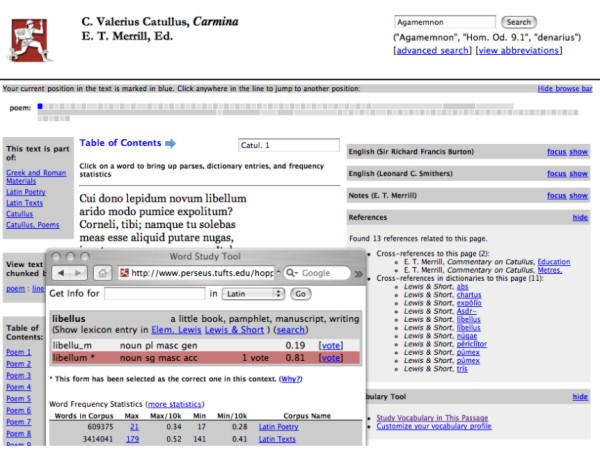 C. Valerius Catullus, Carmina
E. T. Merrill, Ed.
Agamemnon
Search
("Agamemnon", "Hom. Od. 9.1", "denarius")
[advanced search] [view abbreviations]
Your current position in the text is marked in blue. Click anywhere in the line to jump to another position:
Hide browse bar
poem:
This text is part
of:
Greek and Roman
Materials
Latin Poetry
Latin Texts
Catullus
Catullus, Poems
View text
chunked b
poem : line
Table of
Contents:
Poem 1
Poem 2
Poem 3
Poem 4
Poem 5
Poem 6
Poem 7
Poem 8
Poem 9
Table of Contents
Catul. 1
Click on a word to bring up parses, dictionary entries, and frequency
statistics
Cui dono lepidum novum libellum
arido modo pumice expolitum?
Corneli, tibi; namque tu solebas
meas esse aliquid putare nugas,
Word Study Tool
http://www.perseus.tufts.edu/hopp
Google
Get Info for
in Latin Go
libellus a little book, pamphlet, manuscript, writing
(Show lexicon entry in Elem. Lewis Lewis & Short ) (search)
libellu_m noun pl masc gen 0.19 [vote]
libellum * noun sg masc acc 1 vote 0.81 [vote]
* This form has been selected as the correct one in this context. (Why?)
Word Frequency Statistics (more statistics)
Words in Corpus Max Max/10k Min Min/10k Corpus Name
609375 21 0.34 17 0.28 Latin Poetry
3414041 179 0.52 141 0.41 Latin Texts
English (Sir Richard Francis Burton) focus show
English (Leonard C. Smithers) focus show
Notes (E. T. Merrill) focus show
References hide
Found 13 references related to this page.
Cross-references to this page (2):
E. T. Merrill, Commentary on Catullus, Education
E. T. Merrill, Commentary on Catullus, Metres.
Cross-references in dictionaries to this page (11):
Lewis & Short, abs
Lewis & Short, chartus
Lewis & Short, expŏlĭo
Lewis & Short, Asdr-
Lewis & Short, libellus
Lewis & Short, libellus
Lewis & Short, nūgae
Lewis & Short, pĕrīclĭtor
Lewis & Short, pūmex
Lewis & Short, pūmex
Lewis & Short, tris
bulary Tool hide
Study Vocabulary in This Passage
Customize your vocabulary profile